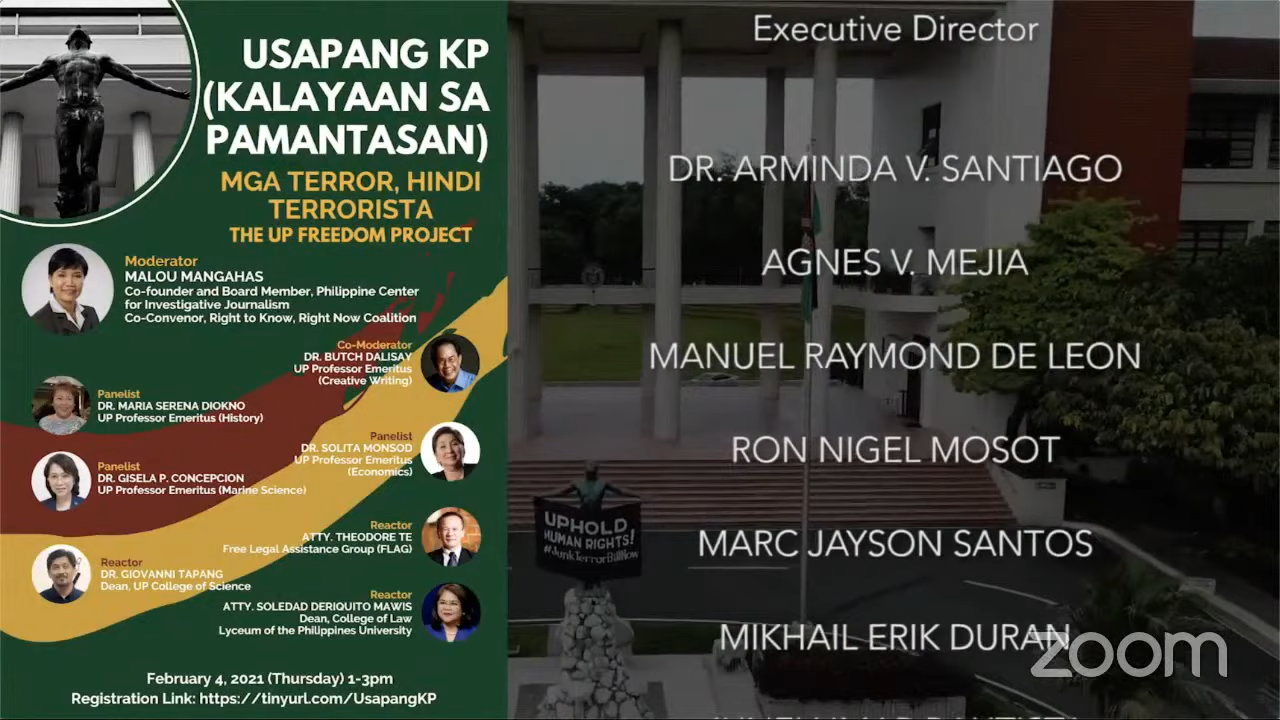 USAPANG KP
(KALAYAAN SA
PAMANTASAN)
MGA TERROR, HINDI
TERRORISTA
THE UP FREEDOM PROJECT
Moderator
MALOU MANGAHAS
Co-founder and Board Member, Philippine Center
for Investigative Journalism
Co-Convenor, Right to Know, Right Now Coalition
Co-Moderator
DR. BUTCH DALISAY
UP Professor Emeritus
(Creative Writing)
Panelist
DR. MARIA SERENA DIOKNO
UP Professor Emeritus (History)
Panelist
DR. SOLITA MONSOD
UP Professor Emeritus
(Economics)
Panelist
DR. GISELA P. CONCEPCION
UP Professor Emeritus (Marine Science)
Reactor
ATTY. THEODORE TE
Free Legal Assistance Group (FLAG)
Reactor
DR. GIOVANNI TAPANG
Dean, UP College of Science
Reactor
ATTY. SOLEDAD DERIQUITO MAWIS
Dean, College of Law
Lyceum of the Philippines University
February 4, 2021 (Thursday) 1-3pm
Registration Link: https://tinyurl.com/UsapangKP
Executive Director
DR. ARMINDA V. SANTIAGO
AGNES V. MEJIA
MANUEL RAYMOND DE LEON
RON NIGEL MOSOT
MARC JAYSON SANTOS
MIKHAIL ERIK DURAN
UPHOLD
HUMAN RIGHTS!
#JunkTerrorBillNow
zoom